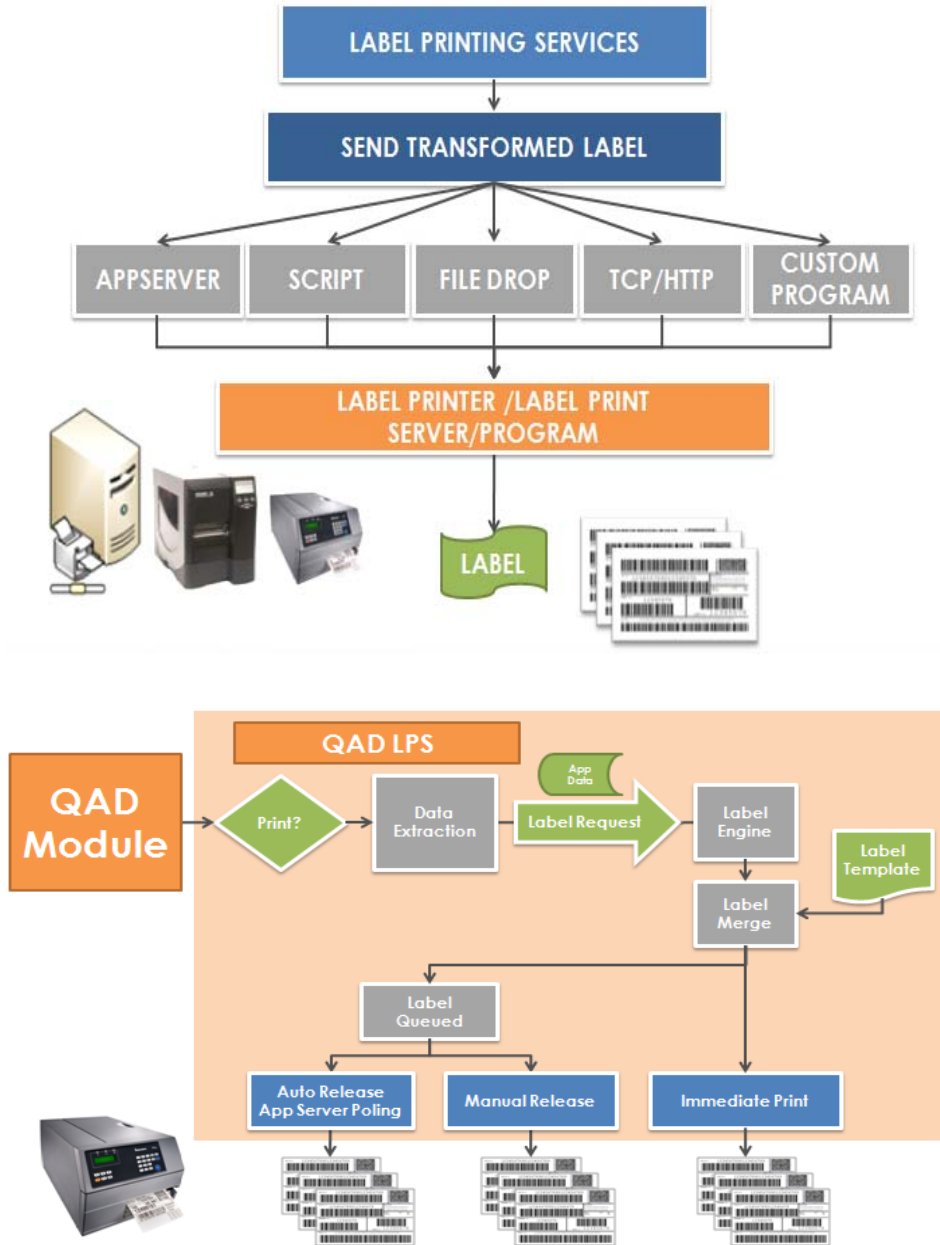 LABEL PRINTING SERVICES
SEND TRANSFORMED LABEL
APPSERVER
SCRIPT
FILE DROP
TCP/HTTP
CUSTOM
PROGRAM
LABEL PRINTER /LABEL PRINT
SERVER/PROGRAM
LABEL
QAD LPS
QAD
Module
Print?
Data
Extraction
App
Data
Label Request
Label
Engine
Label
Template
Label
Merge
Label
Queued
Auto Release
App Server Poling
Manual Release
Immediate Print